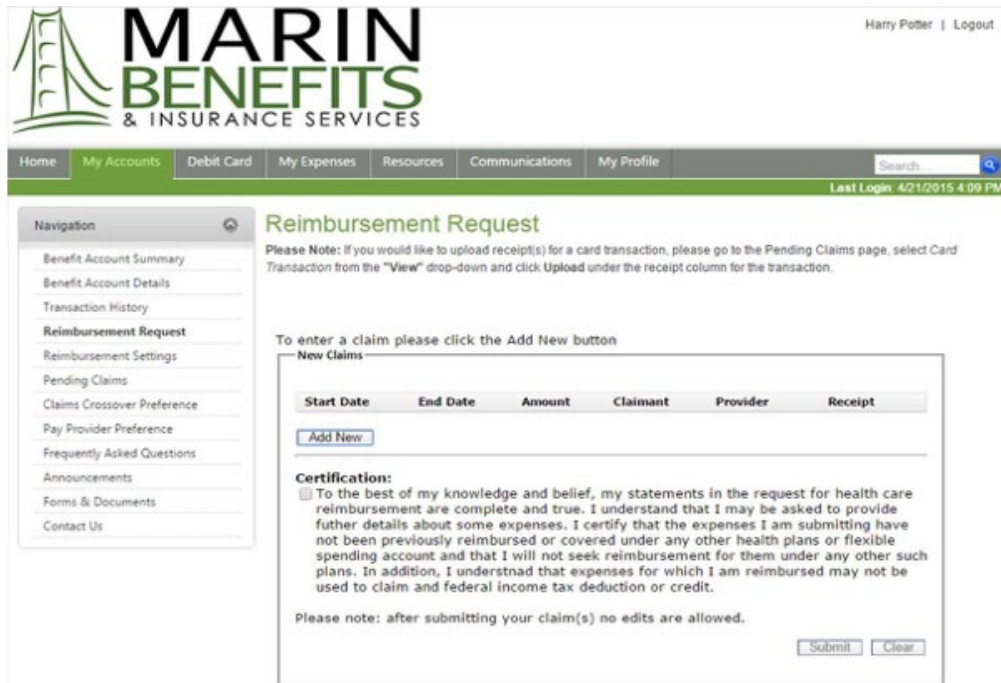 MARIN
BENEFITS
& INSURANCE SERVICES
Harry Potter | Logout
Home My Accounts Debit Card My Expenses Resources Communications My Profile Search...
Last Login: 4/21/2015 4:09 PM
Navigation
Benefit Account Summary
Benefit Account Details
Transaction History
Reimbursement Request
Reimbursement Settings
Pending Claims
Claims Crossover Preference
Pay Provider Preference
Frequently Asked Questions
Announcements
Forms & Documents
Contact Us
Reimbursement Request
Please Note: If you would like to upload receipt(s) for a card transaction, please go to the Pending Claims page, select Card
Transaction from the "View" drop-down and click Upload under the receipt column for the transaction.
To enter a claim please click the Add New button
New Claims
Start Date End Date Amount Claimant Provider Receipt
Add New
Certification:
To the best of my knowledge and belief, my statements in the request for health care
reimbursement are complete and true. I understand that I may be asked to provide
futher details about some expenses. I certify that the expenses I am submitting have
not been previously reimbursed or covered under any other health plans or flexible
spending account and that I will not seek reimbursement for them under any other such
plans. In addition, I understnad that expenses for which I am reimbursed may not be
used to claim and federal income tax deduction or credit.
Please note: after submitting your claim(s) no edits are allowed.
Submit Clear